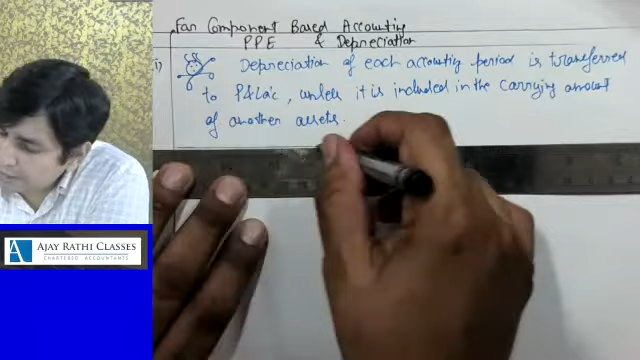 Far Component Based Accounting
PPE & Depreciation
i) Depreciation of each accounting period is transferred
to P&L a/c, unless it is included in the carrying amount
of another assets.
AJAY RATHI CLASSES
CHARTERED ACCOUNTANTS